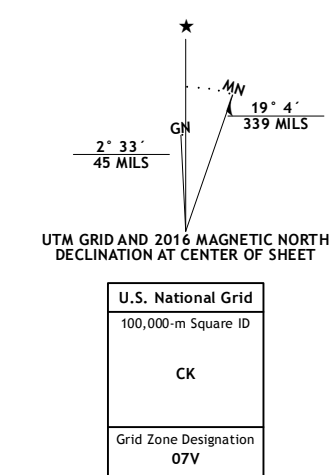 ★
MN
19° 4´
339 MILS
GN
2° 33´
45 MILS
UTM GRID AND 2016 MAGNETIC NORTH
DECLINATION AT CENTER OF SHEET
U.S. National Grid
100,000-m Square ID
CK
Grid Zone Designation
07V